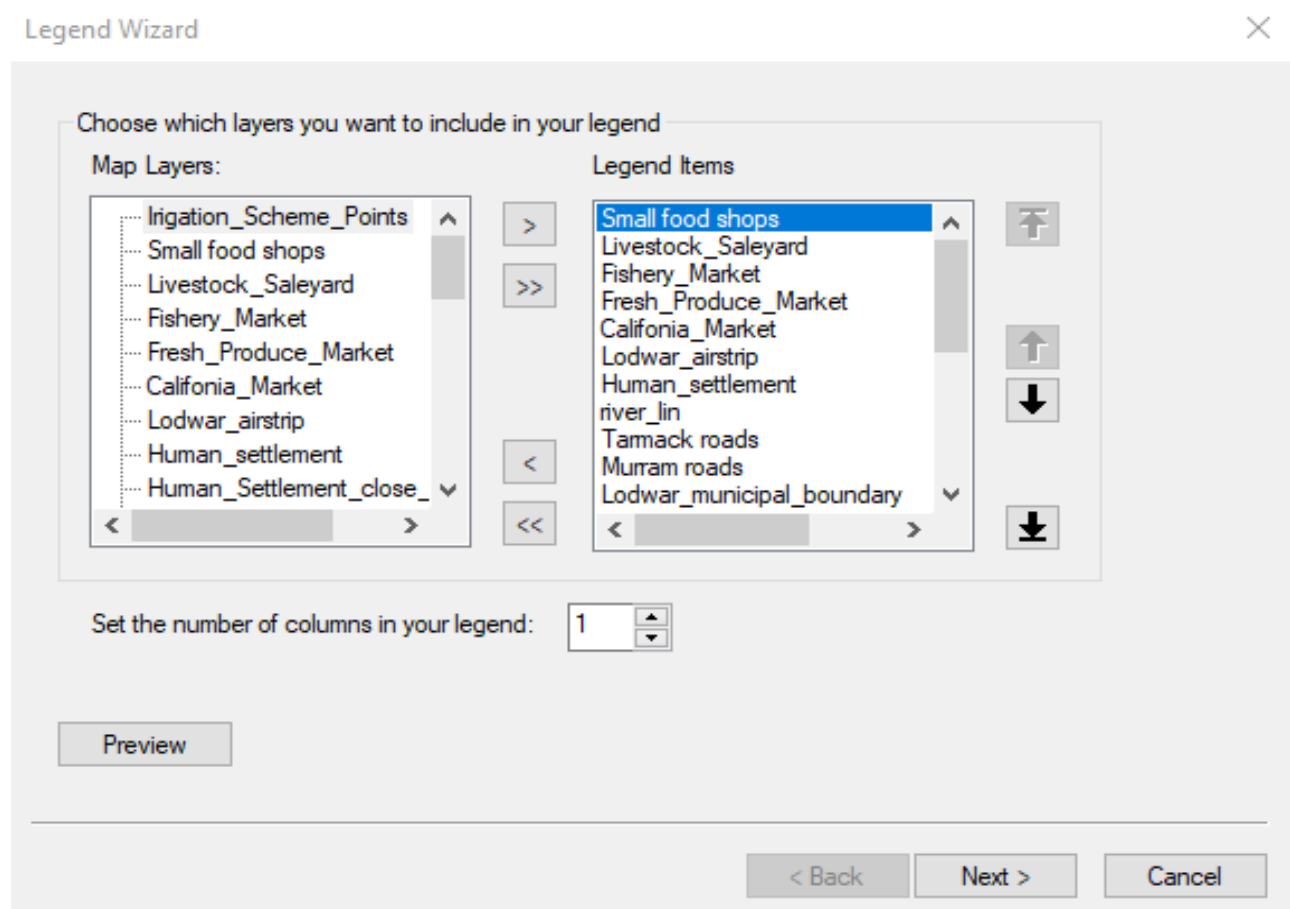 Legend Wizard
Choose which layers you want to include in your legend
Map Layers:
Irigation_Scheme_Points
Small food shops
Livestock_Saleyard
Fishery_Market
Fresh_Produce_Market
Califonia_Market
Lodwar_airstrip
Human_settlement
Human_Settlement_close_
>
>>
<
<<
Legend Items
Small food shops
Livestock_Saleyard
Fishery_Market
Fresh_Produce_Market
Califonia_Market
Lodwar_airstrip
Human_settlement
river_lin
Tarmack roads
Murram roads
Lodwar_municipal_boundary
Set the number of columns in your legend: 1
Preview
< Back Next > Cancel